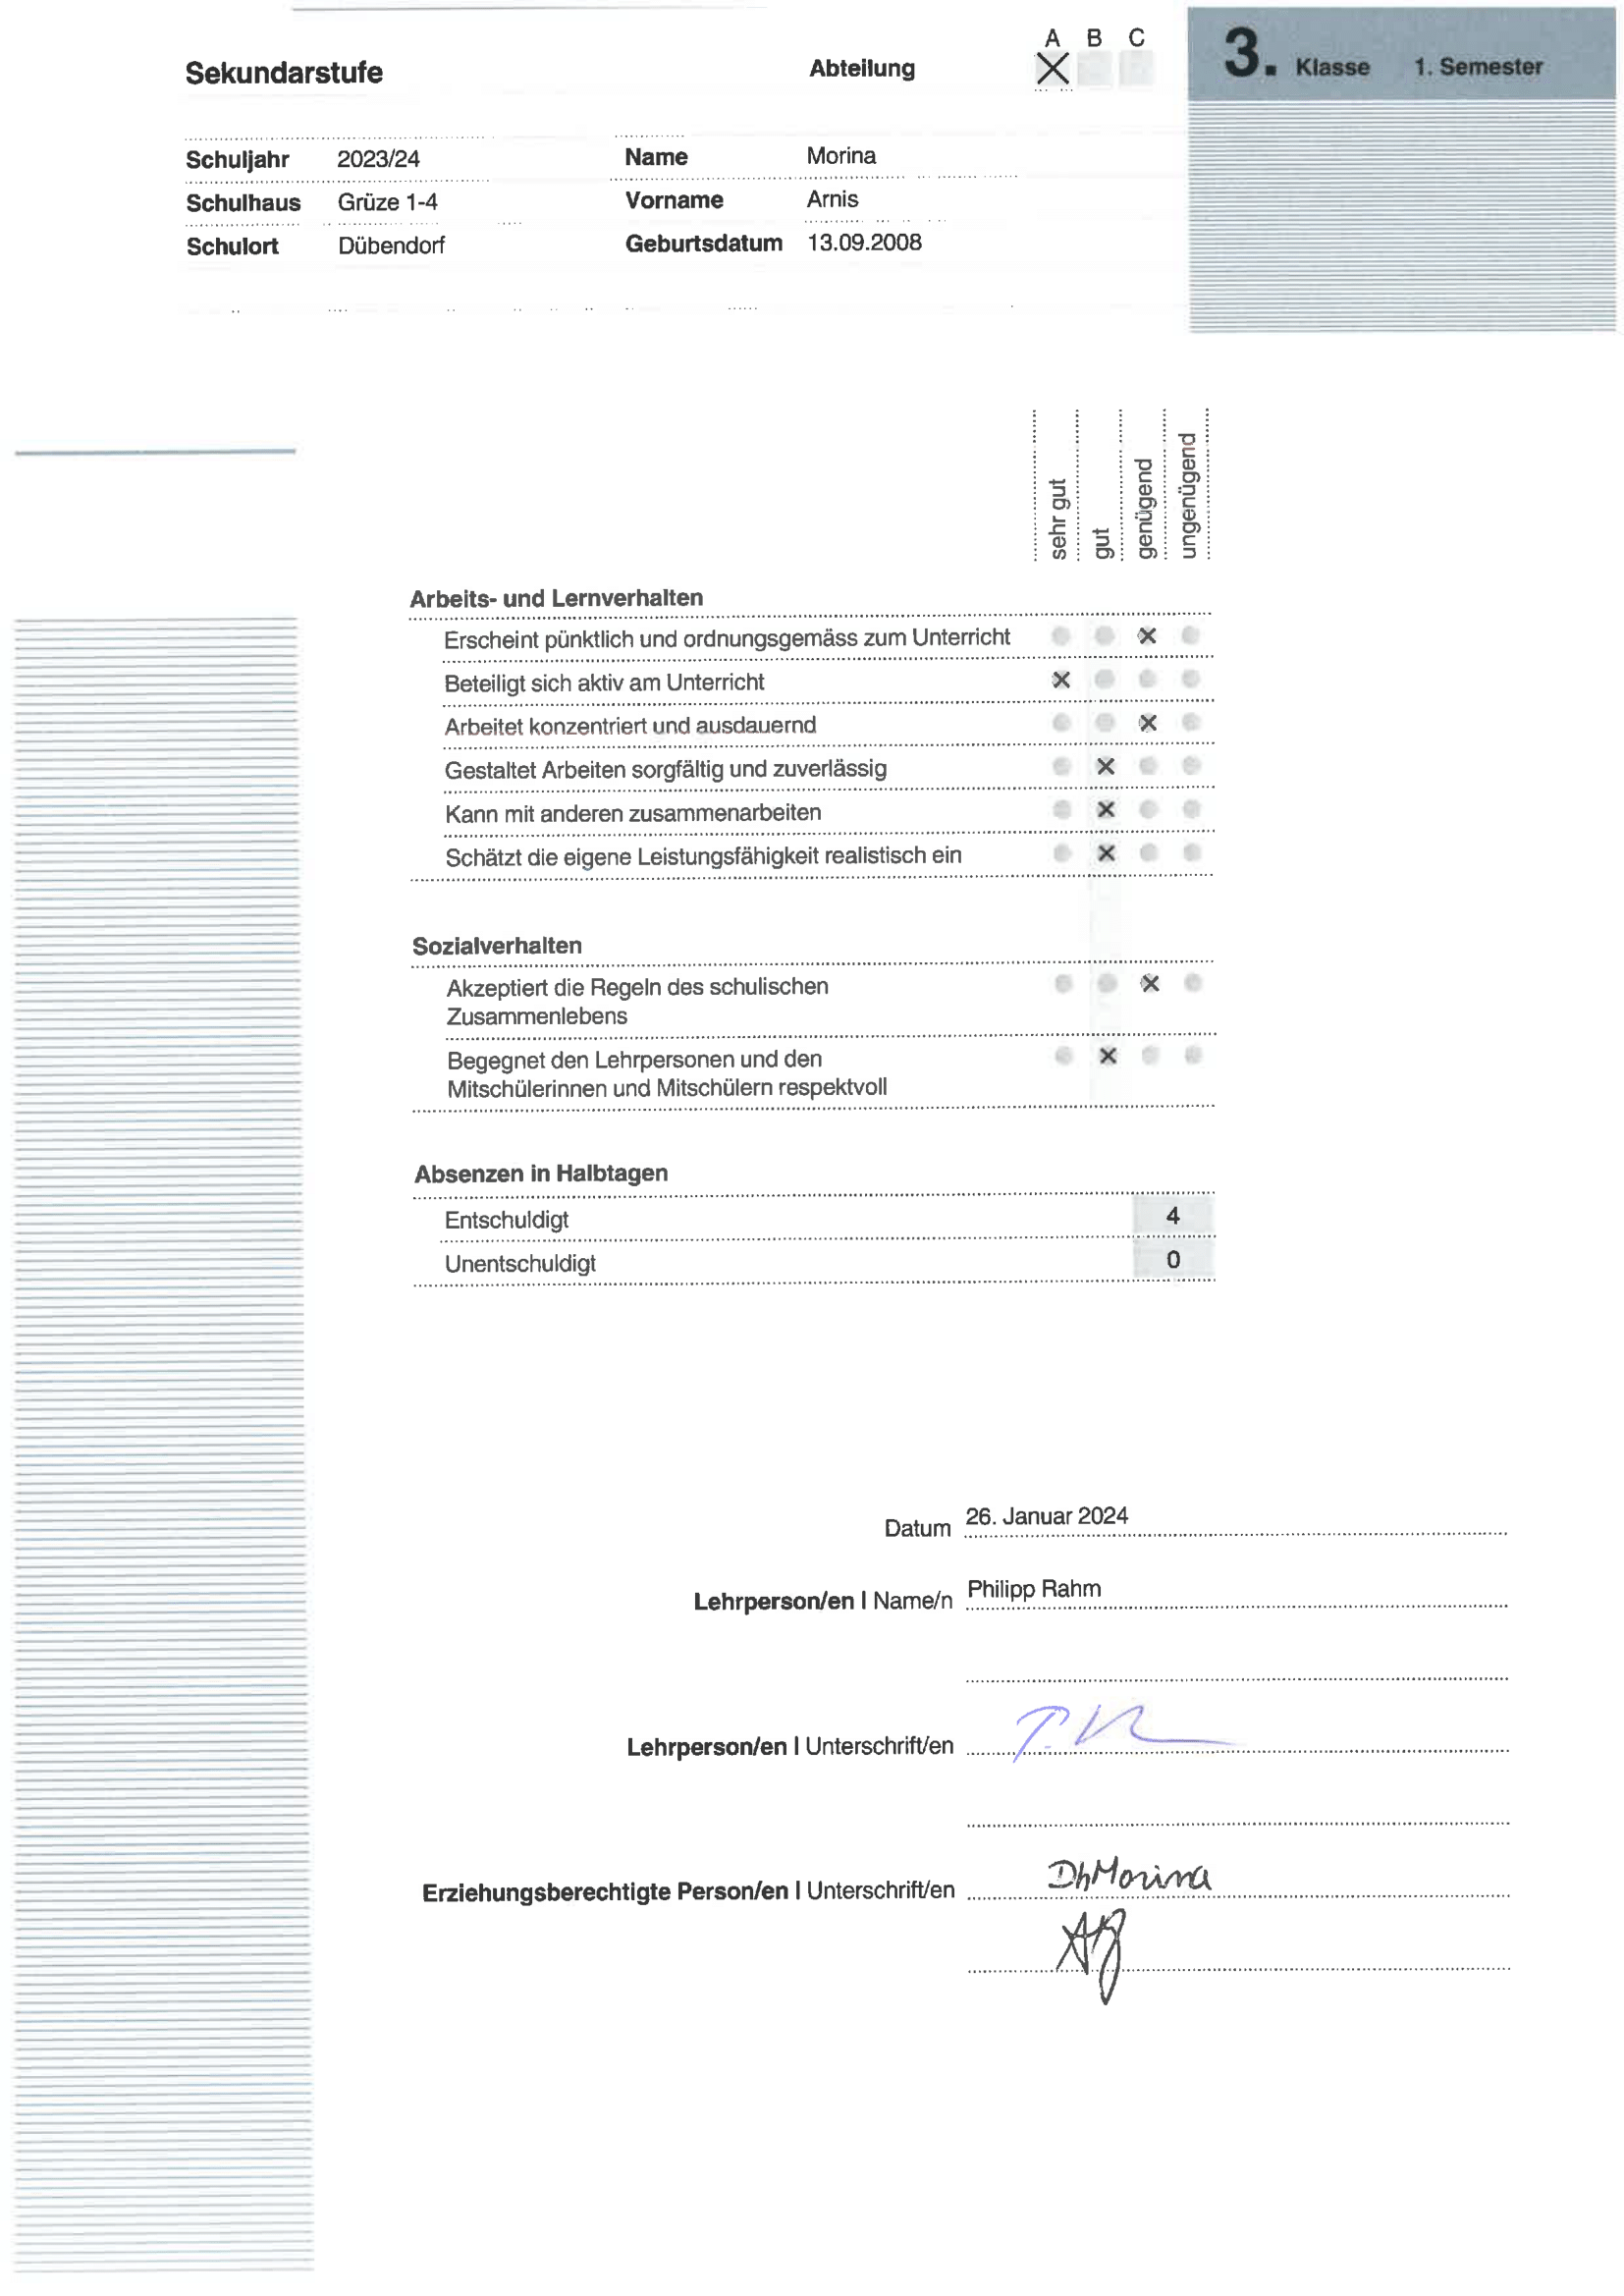 Sekundarstufe
Abteilung
A B C
3. Klasse 1. Semester
Schuljahr 2023/24
Name Morina
Schulhaus Grüze 1-4
Vorname Arnis
Schulort Dübendorf
Geburtsdatum 13.09.2008
sehr gut
gut
genügend
ungenügend
Arbeits- und Lernverhalten
Erscheint pünktlich und ordnungsgemäss zum Unterricht
Beteiligt sich aktiv am Unterricht
Arbeitet konzentriert und ausdauernd
Gestaltet Arbeiten sorgfältig und zuverlässig
Kann mit anderen zusammenarbeiten
Schätzt die eigene Leistungsfähigkeit realistisch ein
Sozialverhalten
Akzeptiert die Regeln des schulischen
Zusammenlebens
Begegnet den Lehrpersonen und den
Mitschülerinnen und Mitschülern respektvoll
Absenzen in Halbtagen
Entschuldigt 4
Unentschuldigt 0
Datum 26. Januar 2024
Lehrperson/en | Name/n Philipp Rahm
Lehrperson/en | Unterschrift/en
Erziehungsberechtigte Person/en | Unterschrift/en DhMorina